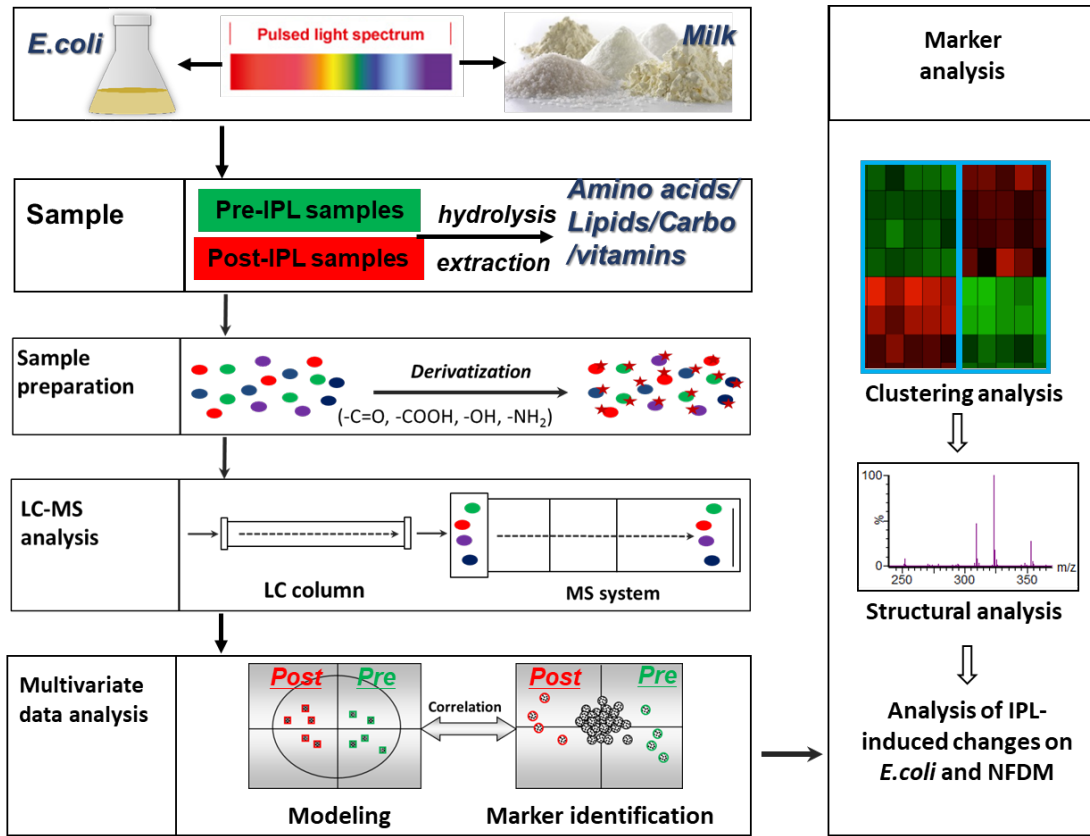 E.coli
Pulsed light spectrum
Milk
Sample
Pre-IPL samples
Post-IPL samples
hydrolysis
extraction
Amino acids/
Lipids/Carbo
/vitamins
Sample
preparation
Derivatization
(-C=O, -COOH, -OH, -NH₂)
LC-MS
analysis
LC column
MS system
Multivariate
data analysis
Post
Pre
Correlation
Post
Pre
Modeling
Marker identification
Marker
analysis
Clustering analysis
100
%
0
250
300
350
m/z
Structural analysis
Analysis of IPL-
induced changes on
E.coli and NFDM